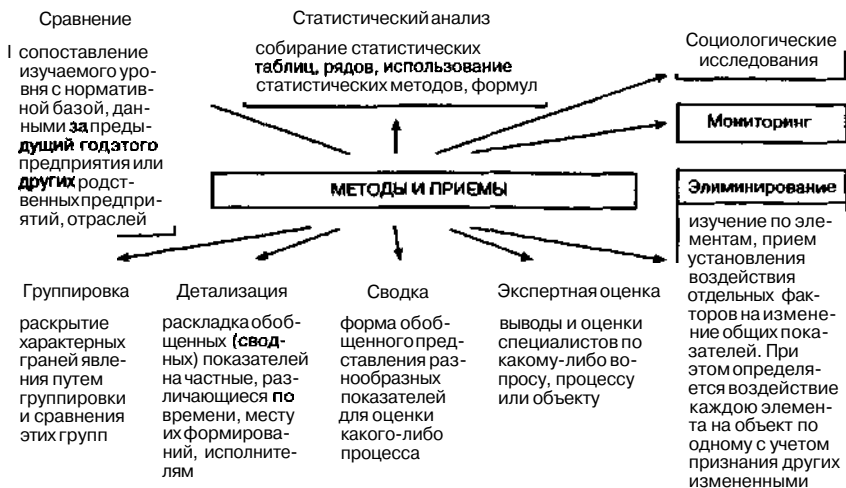 Сравнение
I сопоставление
изучаемого уро-
вня с норматив-
ной базой, дан-
ными за преды-
дущий год этого
предприятия или
других родст-
венных предпри-
ятий, отраслей
Статистический анализ
собирание статистических
таблиц, рядов, использование
статистических методов, формул
Социологические
исследования
Мониторинг
МЕТОДЫ И ПРИЕМЫ
Элиминирование
изучение по эле-
ментам, прием
установления
воздействия
отдельных фак-
торов на измене-
ние общих пока-
зателей. При
этом определя-
ется воздействие
каждою элемен-
та на объект по
одному с учетом
признания других
измененными
Группировка
раскрытие
характерных
граней явле-
ния путем
группировки
и сравнения
этих групп
Детализация
раскладка обоб-
щенных (свод-
ных) показателей
на частные, раз-
личающиеся по
времени, месту
их формирова-
ний, исполните-
лям
Сводка
форма обоб-
щенного пред-
ставления раз-
нообразных
показателей
для оценки
какого-либо
процесса
Экспертная оценка
выводы и оценки
специалистов по
какому-либо во-
просу, процессу
или объекту